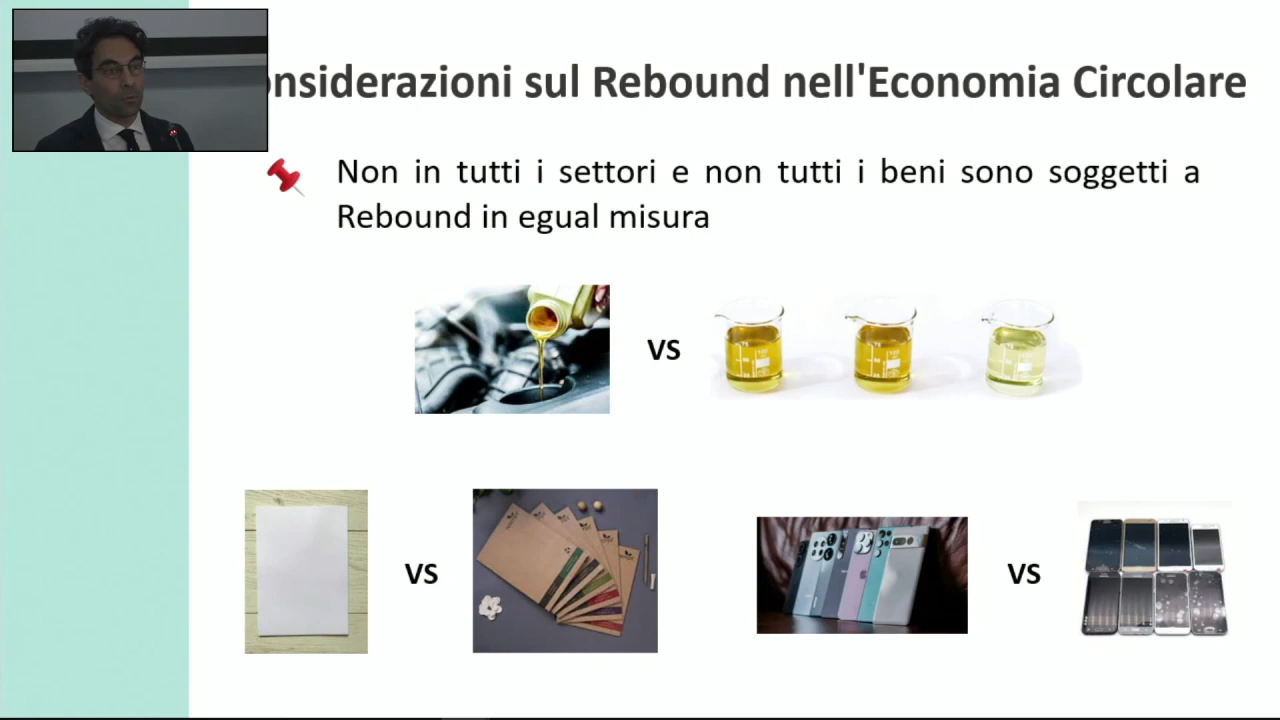 onsiderazioni sul Rebound nell'Economia Circolare
Non in tutti i settori e non tutti i beni sono soggetti a
Rebound in egual misura
VS
VS
VS